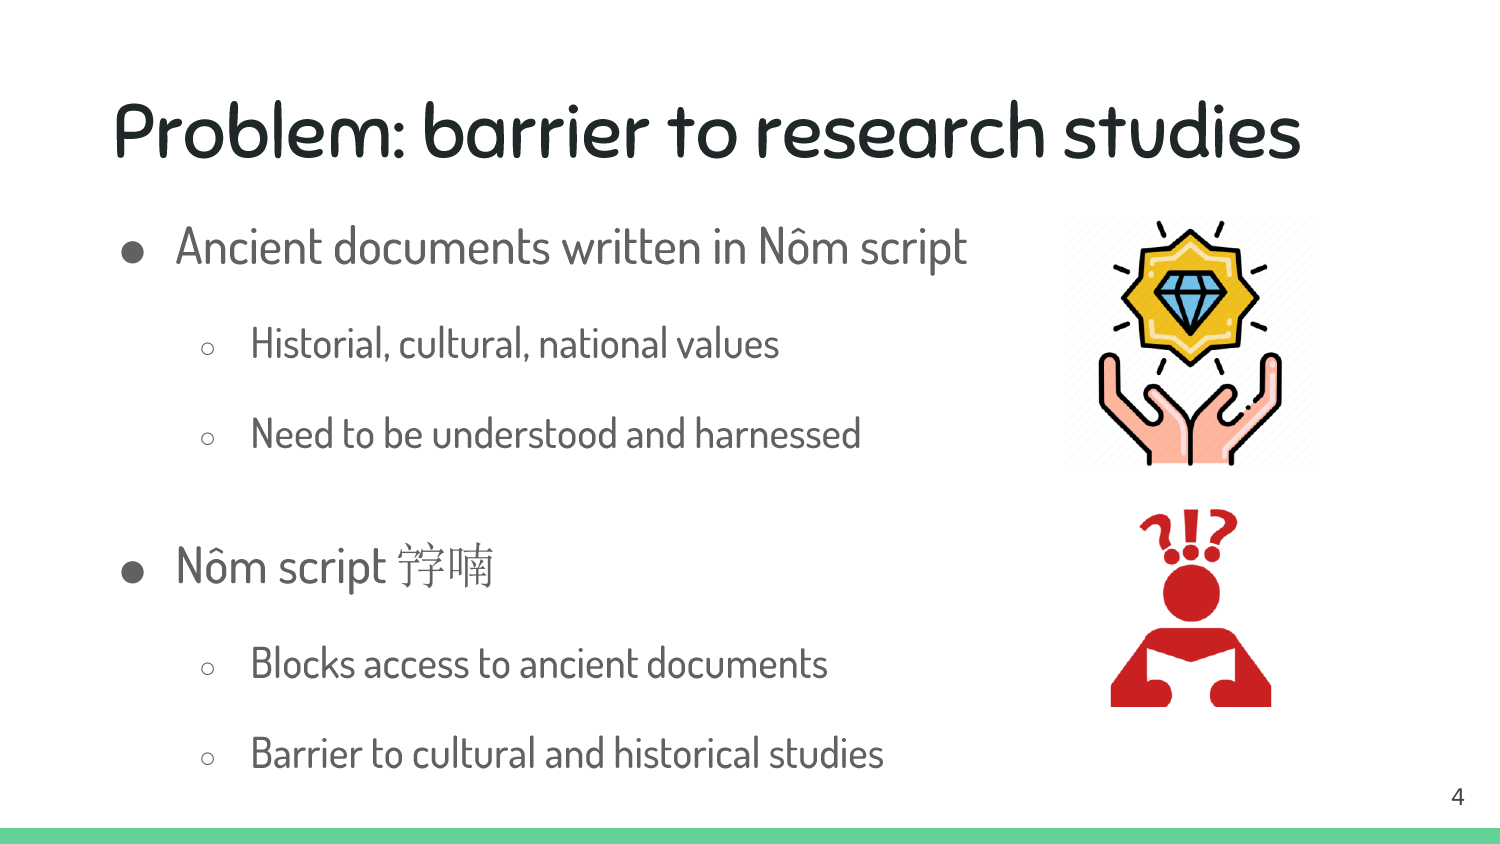 Problem: barrier to research studies
● Ancient documents written in Nôm script
○ Historial, cultural, national values
○ Need to be understood and harnessed
● Nôm script 喃
○ Blocks access to ancient documents
○ Barrier to cultural and historical studies
?!?
4